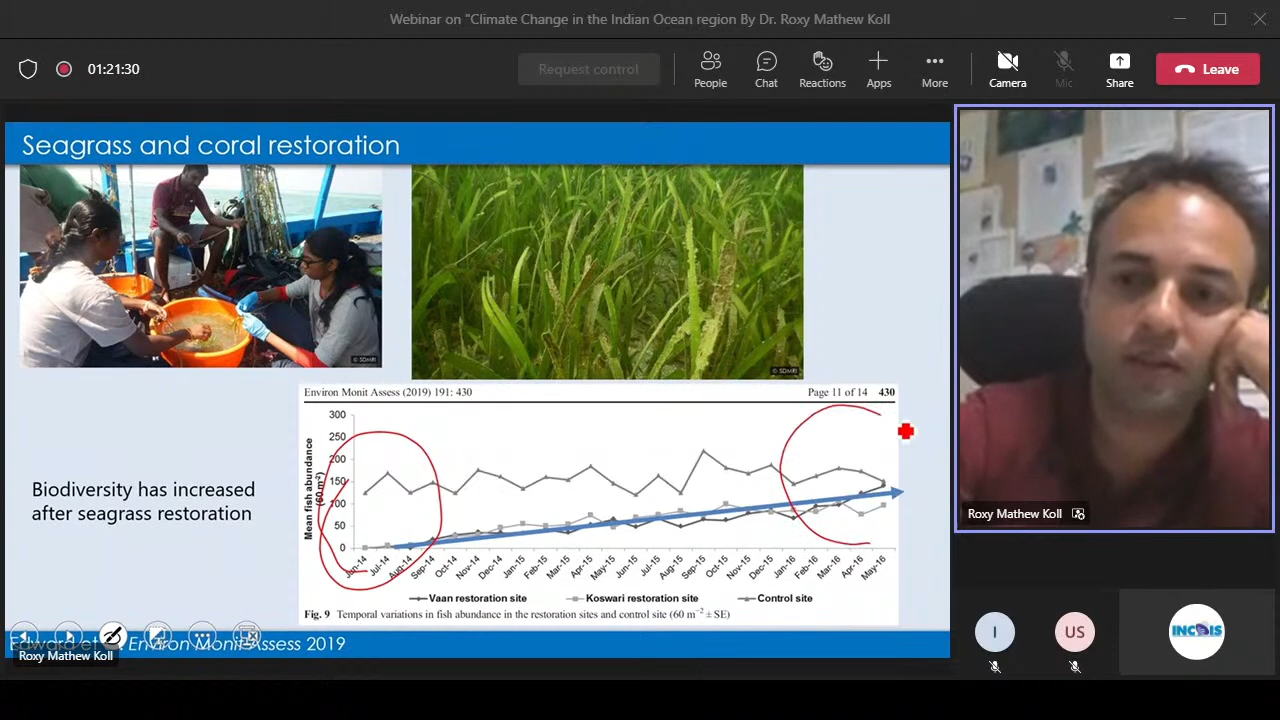 Webinar on "Climate Change in the Indian Ocean region By Dr. Roxy Mathew Koll
01:21:30
Request control
People
Chat
Reactions
Apps
More
Camera
Mic
Share
Leave
Seagrass and coral restoration
© SDMRI
© SDMRI
Environ Monit Assess (2019) 191: 430
Page 11 of 14 430
Mean fish abundance
(60 m⁻²)
300
250
200
150
100
50
0
Jun-14
Jul-14
Aug-14
Sep-14
Oct-14
Nov-14
Dec-14
Jan-15
Feb-15
Mar-15
Apr-15
May-15
Jun-15
Jul-15
Aug-15
Sep-15
Oct-15
Nov-15
Dec-15
Jan-16
Feb-16
Mar-16
Apr-16
May-16
Vaan restoration site
Koswari restoration site
Control site
Fig. 9 Temporal variations in fish abundance in the restoration sites and control site (60 m⁻² ± SE)
Biodiversity has increased
after seagrass restoration
Edward et Environ Monit Assess 2019
Roxy Mathew Koll
Roxy Mathew Koll
I
US
INCOIS